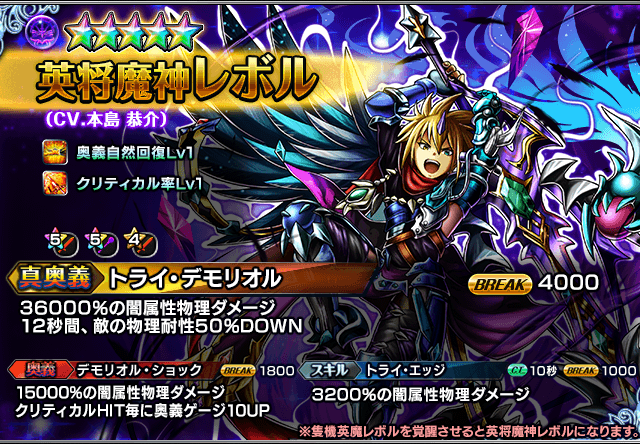 英将魔神レボル
(CV.本島 恭介)
奥義自然回復Lv1
クリティカル率Lv1
5 5 4
真奥義 トライ・デモリオル BREAK 4000
36000%の闇属性物理ダメージ
12秒間、敵の物理耐性50%DOWN
奥義 デモリオル・ショック BREAK 1800
15000%の闇属性物理ダメージ
クリティカルHIT毎に奥義ゲージ10UP
スキル トライ・エッジ CT 10秒 BREAK 1000
3200%の闇属性物理ダメージ
※隻機英魔レボルを覚醒させると英将魔神レボルになります。